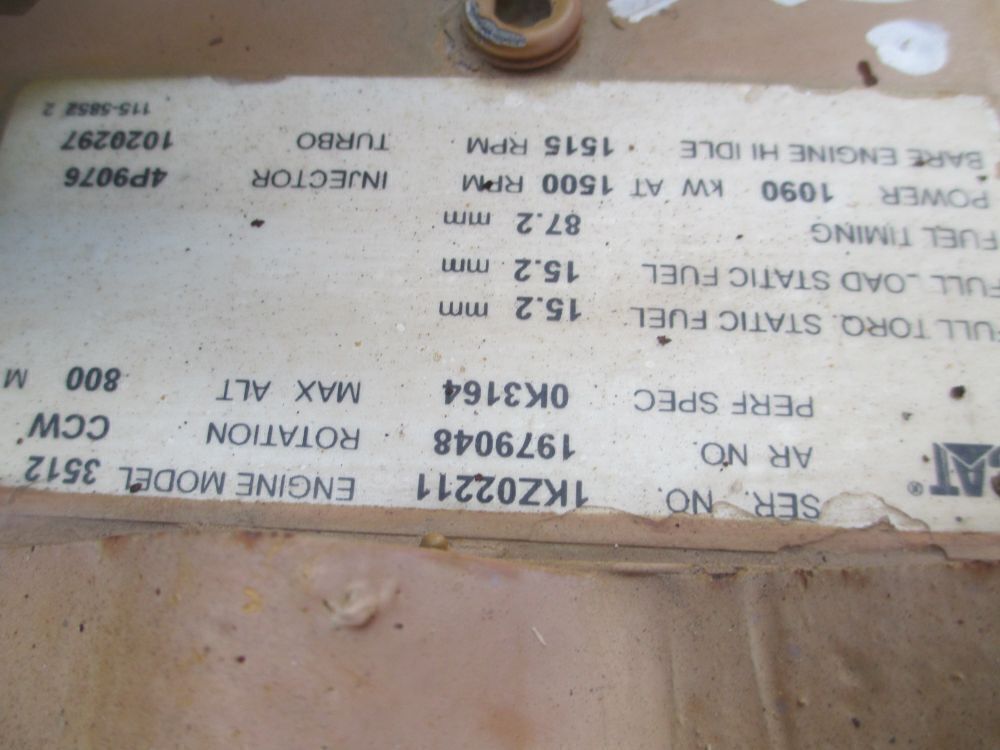 CAT® SER. NO. 1KZ02211 ENGINE MODEL 3512
AR NO. 1979048 ROTATION CCW
PERF SPEC 0K3164 MAX ALT 800 M
FULL TORQ. STATIC FUEL 15.2 mm
FULL LOAD STATIC FUEL 15.2 mm
FUEL TIMING 87.2 mm
POWER 1090 kW AT 1500 RPM INJECTOR 4P9076
BARE ENGINE HI IDLE 1515 RPM TURBO 1020297
115-5852 2